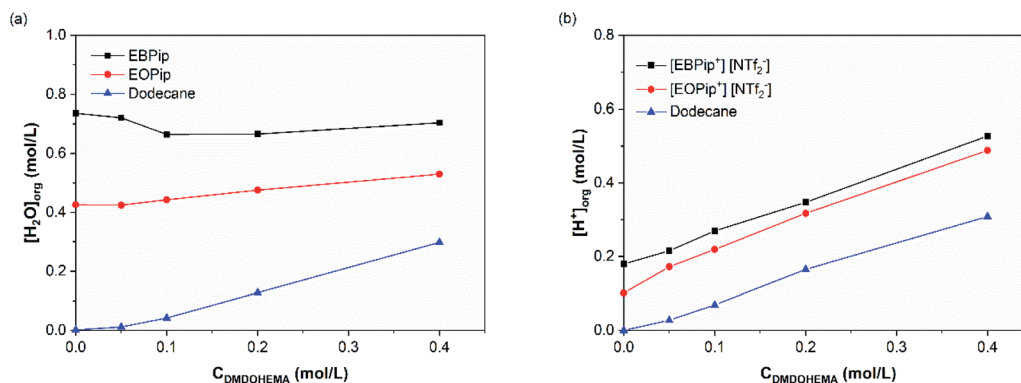 (a)
EBPip
EOPip
Dodecane
[H₂O]org (mol/L)
1.0
0.8
0.6
0.4
0.2
0.0
0.0 0.1 0.2 0.3 0.4
C_DMDOHEMA (mol/L)
(b)
[EBPip⁺] [NTf₂⁻]
[EOPip⁺] [NTf₂⁻]
Dodecane
[H⁺]org (mol/L)
0.8
0.6
0.4
0.2
0.0
0.0 0.1 0.2 0.3 0.4
C_DMDOHEMA (mol/L)